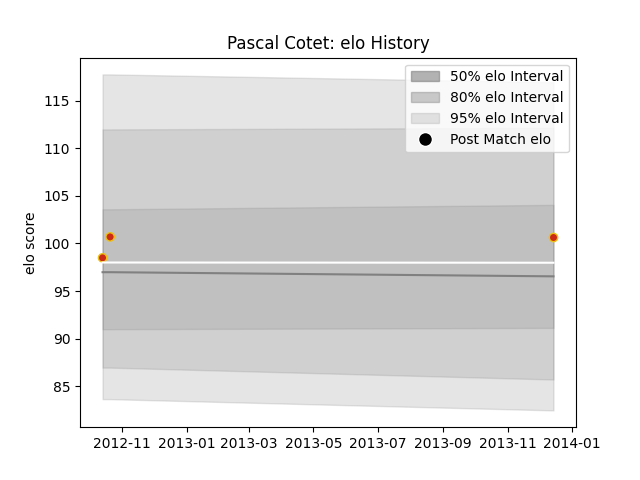 Pascal Cotet: elo History
50% elo Interval
80% elo Interval
95% elo Interval
Post Match elo
115
110
105
100
95
90
85
elo score
2012-11 2013-01 2013-03 2013-05 2013-07 2013-09 2013-11 2014-01